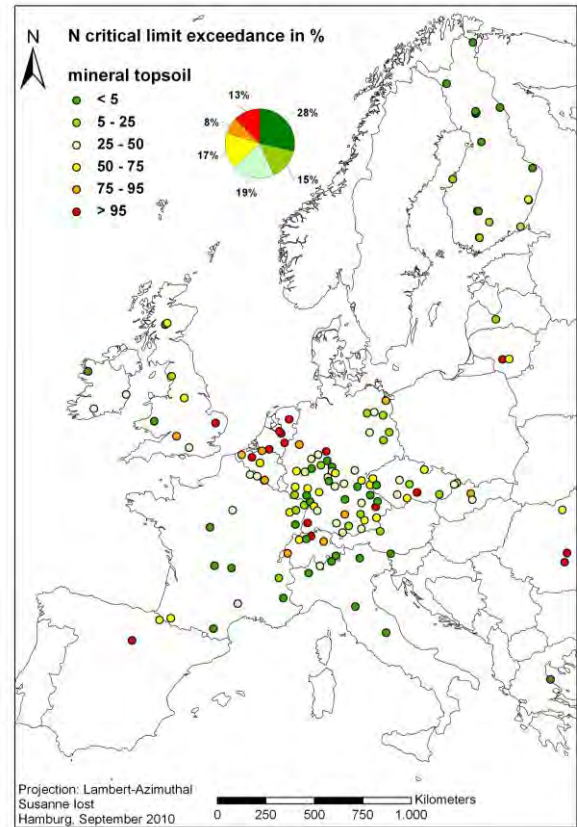 N
N critical limit exceedance in %
mineral topsoil
< 5
5 - 25
25 - 50
50 - 75
75 - 95
> 95
13%
28%
8%
17%
15%
19%
Projection: Lambert-Azimuthal
Susanne Iost
Hamburg, September 2010
Kilometers
0 250 500 750 1.000